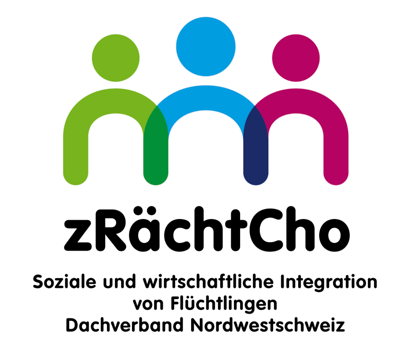 zRächtCho
Soziale und wirtschaftliche Integration
von Flüchtlingen
Dachverband Nordwestschweiz